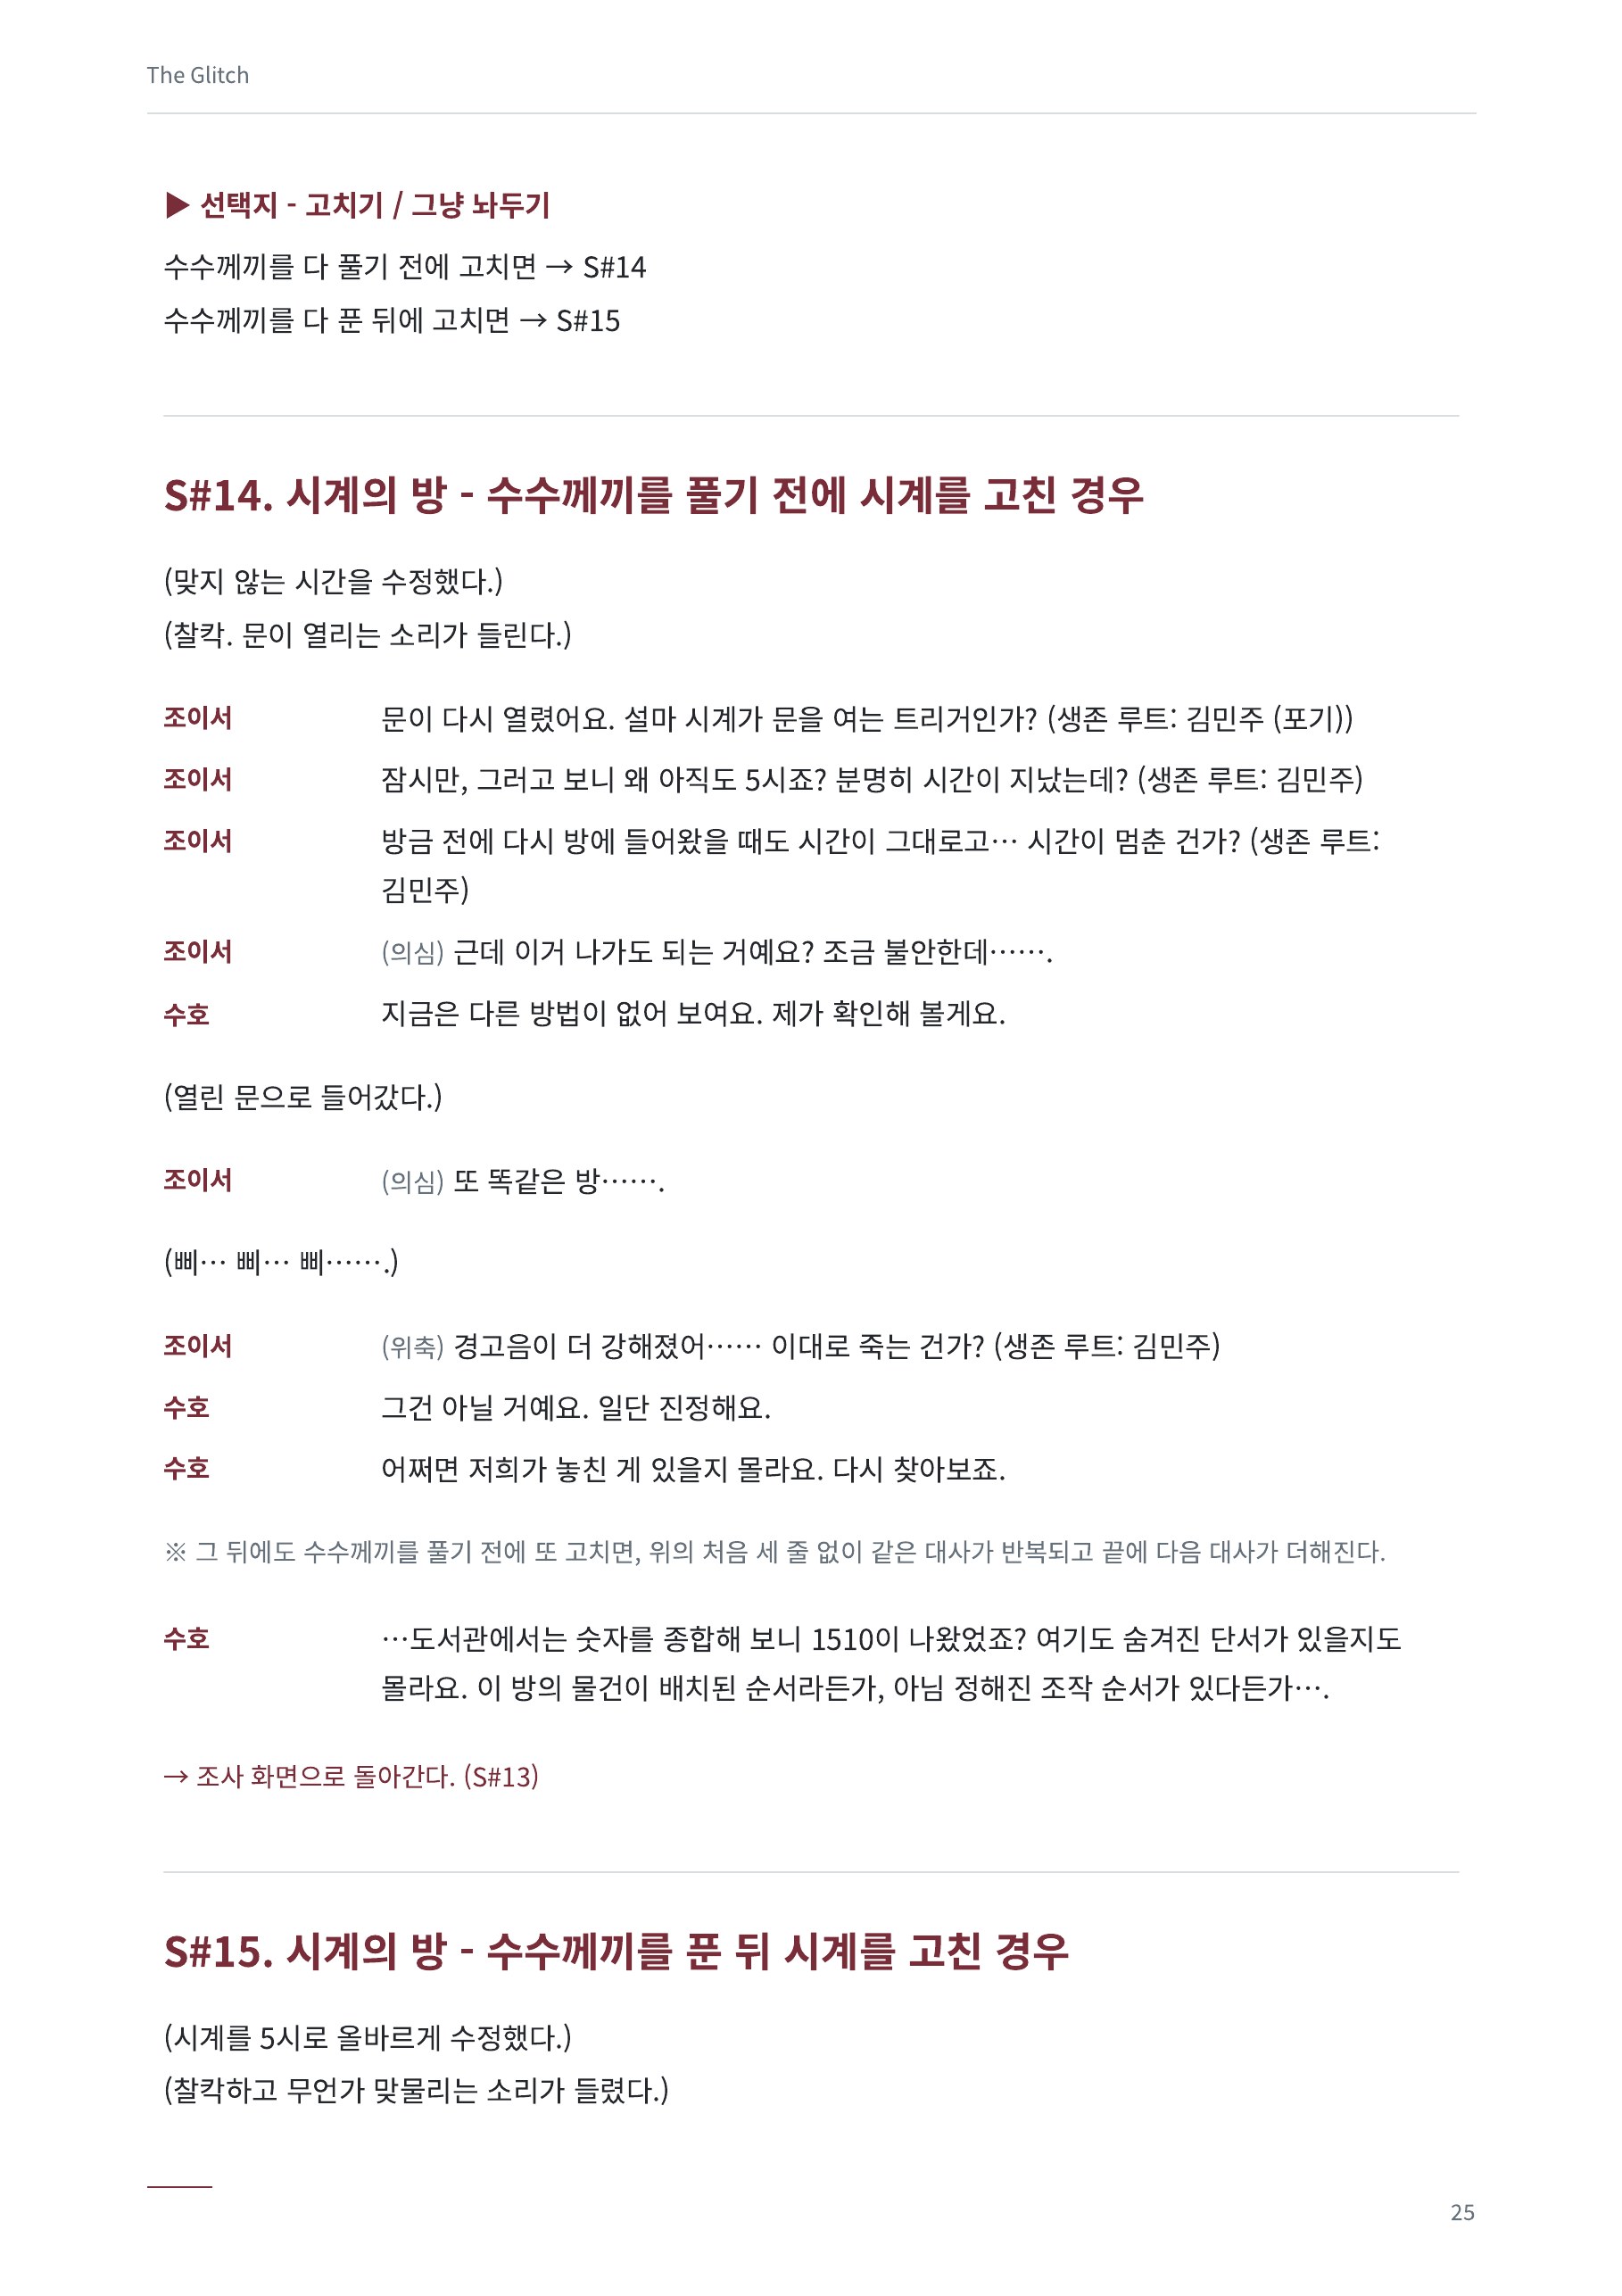 The Glitch
▶ 선택지 - 고치기 / 그냥 놔두기
수수께끼를 다 풀기 전에 고치면 → S#14
수수께끼를 다 푼 뒤에 고치면 → S#15
S#14. 시계의 방 - 수수께끼를 풀기 전에 시계를 고친 경우
(맞지 않는 시간을 수정했다.)
(찰칵. 문이 열리는 소리가 들린다.)
조이서 문이 다시 열렸어요. 설마 시계가 문을 여는 트리거인가? (생존 루트: 김민주 (포기))
조이서 잠시만, 그러고 보니 왜 아직도 5시죠? 분명히 시간이 지났는데? (생존 루트: 김민주)
조이서 방금 전에 다시 방에 들어왔을 때도 시간이 그대로고… 시간이 멈춘 건가? (생존 루트:
김민주)
조이서 (의심) 근데 이거 나가도 되는 거예요? 조금 불안한데…….
수호 지금은 다른 방법이 없어 보여요. 제가 확인해 볼게요.
(열린 문으로 들어갔다.)
조이서 (의심) 또 똑같은 방…….
(삐… 삐… 삐…….)
조이서 (위축) 경고음이 더 강해졌어…… 이대로 죽는 건가? (생존 루트: 김민주)
수호 그건 아닐 거예요. 일단 진정해요.
수호 어쩌면 저희가 놓친 게 있을지 몰라요. 다시 찾아보죠.
※ 그 뒤에도 수수께끼를 풀기 전에 또 고치면, 위의 처음 세 줄 없이 같은 대사가 반복되고 끝에 다음 대사가 더해진다.
수호 …도서관에서는 숫자를 종합해 보니 1510이 나왔었죠? 여기도 숨겨진 단서가 있을지도
몰라요. 이 방의 물건이 배치된 순서라든가, 아님 정해진 조작 순서가 있다든가….
→ 조사 화면으로 돌아간다. (S#13)
S#15. 시계의 방 - 수수께끼를 푼 뒤 시계를 고친 경우
(시계를 5시로 올바르게 수정했다.)
(찰칵하고 무언가 맞물리는 소리가 들렸다.)
25